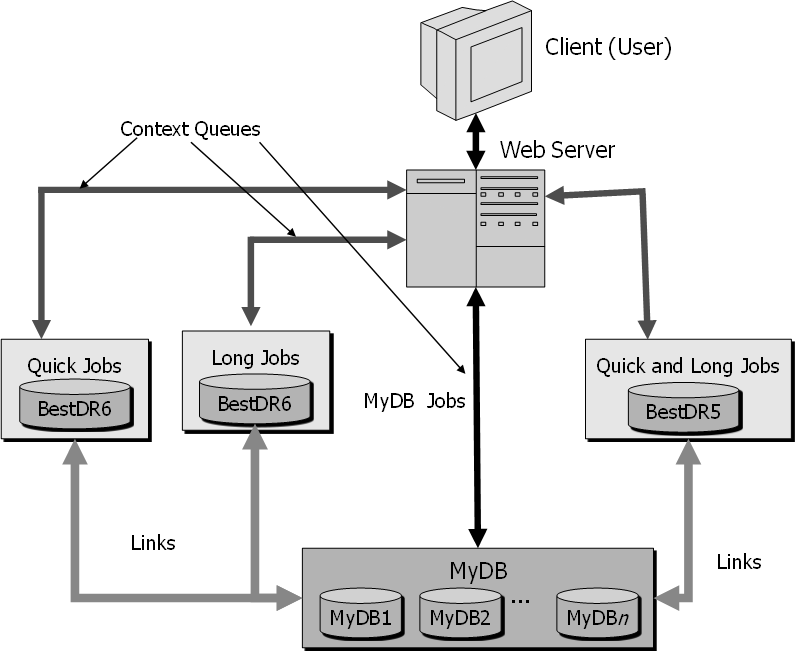 Client (User)
Context Queues
Web Server
Quick Jobs
BestDR6
Long Jobs
BestDR6
Quick and Long Jobs
BestDR5
MyDB Jobs
Links
Links
MyDB
MyDB1
MyDB2
...
MyDBn